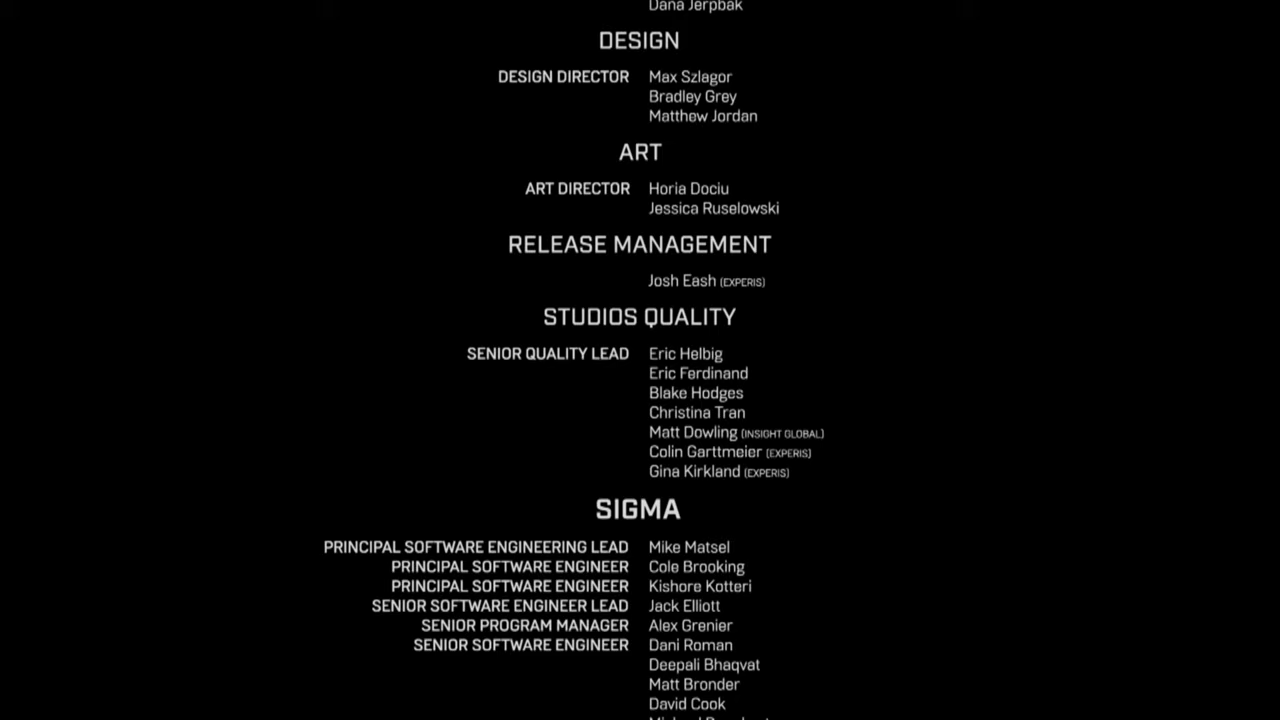 Dana Jerpbak
DESIGN
DESIGN DIRECTOR Max Szlagor
Bradley Grey
Matthew Jordan
ART
ART DIRECTOR Horia Dociu
Jessica Ruselowski
RELEASE MANAGEMENT
Josh Eash (EXPERIS)
STUDIOS QUALITY
SENIOR QUALITY LEAD Eric Helbig
Eric Ferdinand
Blake Hodges
Christina Tran
Matt Dowling (INSIGHT GLOBAL)
Colin Garttmeier (EXPERIS)
Gina Kirkland (EXPERIS)
SIGMA
PRINCIPAL SOFTWARE ENGINEERING LEAD Mike Matsel
PRINCIPAL SOFTWARE ENGINEER Cole Brooking
PRINCIPAL SOFTWARE ENGINEER Kishore Kotteri
SENIOR SOFTWARE ENGINEER LEAD Jack Elliott
SENIOR PROGRAM MANAGER Alex Grenier
SENIOR SOFTWARE ENGINEER Dani Roman
Deepali Bhaqvat
Matt Bronder
David Cook